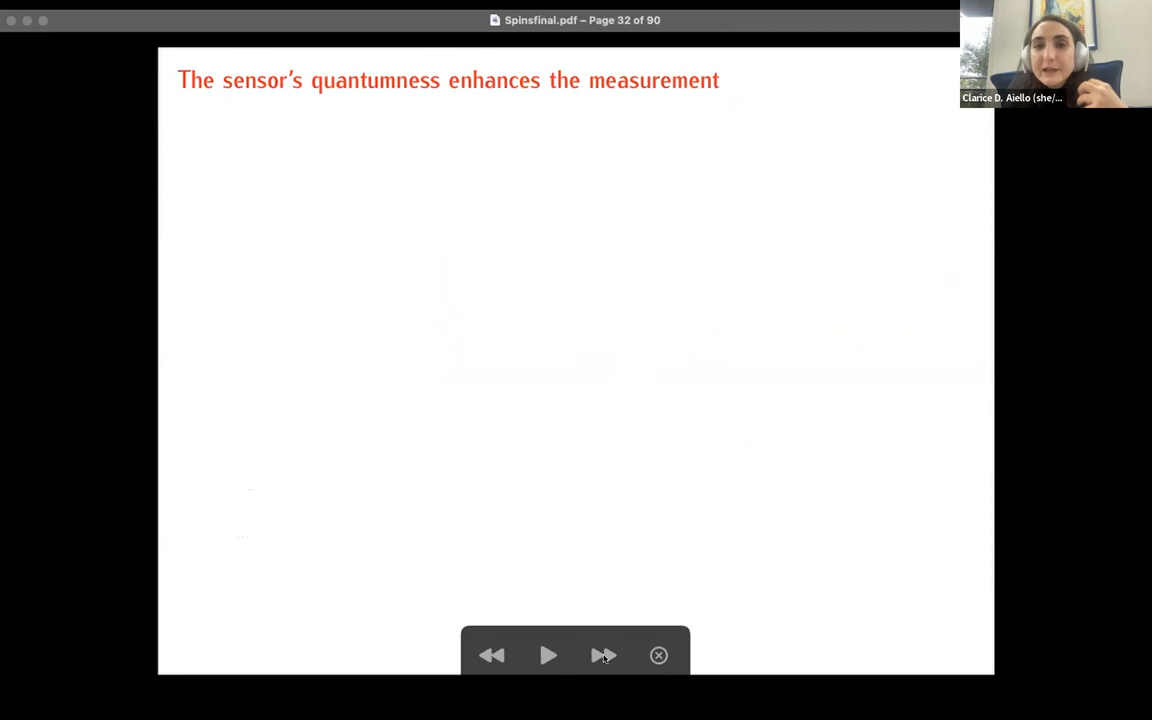 Spinsfinal.pdf – Page 32 of 90
Clarice D. Aiello (she/...
The sensor's quantumness enhances the measurement